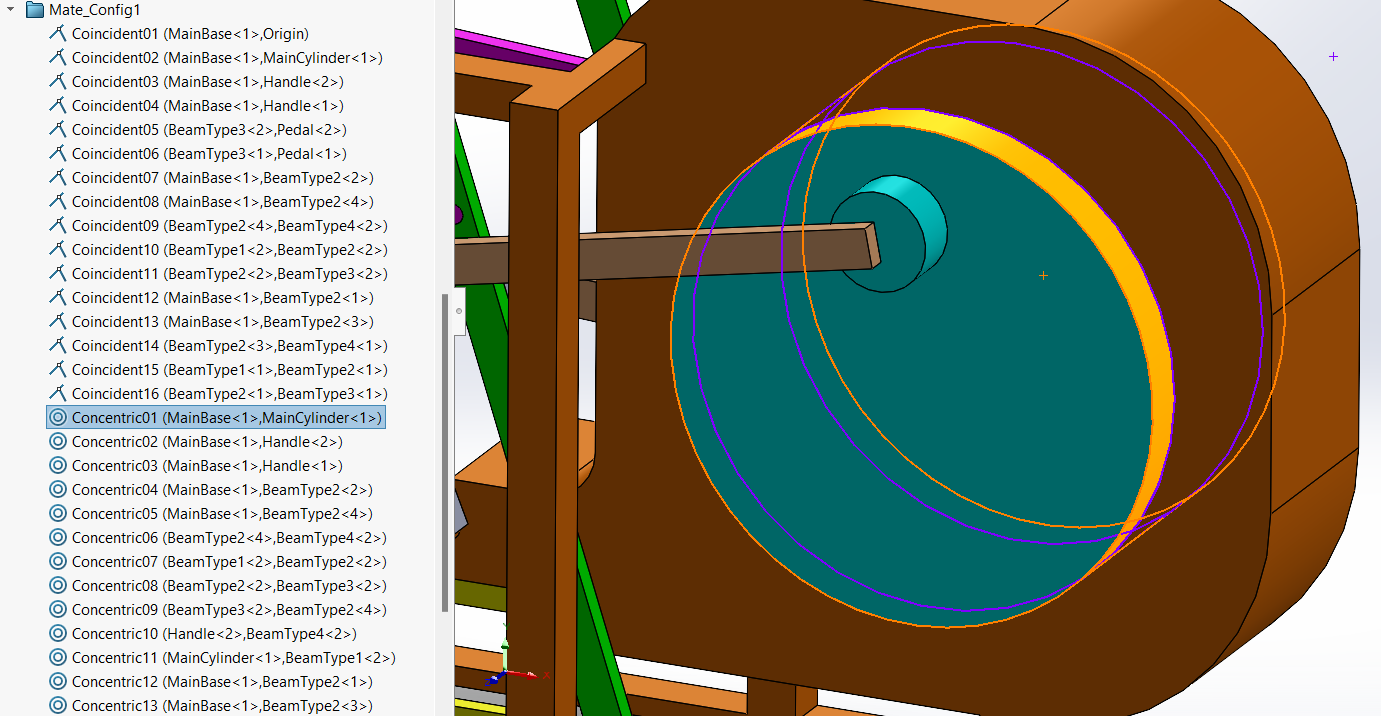 Mate_Config1
Coincident01 (MainBase<1>,Origin)
Coincident02 (MainBase<1>,MainCylinder<1>)
Coincident03 (MainBase<1>,Handle<2>)
Coincident04 (MainBase<1>,Handle<1>)
Coincident05 (BeamType3<2>,Pedal<2>)
Coincident06 (BeamType3<1>,Pedal<1>)
Coincident07 (MainBase<1>,BeamType2<2>)
Coincident08 (MainBase<1>,BeamType2<4>)
Coincident09 (BeamType2<4>,BeamType4<2>)
Coincident10 (BeamType1<2>,BeamType2<2>)
Coincident11 (BeamType2<2>,BeamType3<2>)
Coincident12 (MainBase<1>,BeamType2<1>)
Coincident13 (MainBase<1>,BeamType2<3>)
Coincident14 (BeamType2<3>,BeamType4<1>)
Coincident15 (BeamType1<1>,BeamType2<1>)
Coincident16 (BeamType2<1>,BeamType3<1>)
Concentric01 (MainBase<1>,MainCylinder<1>)
Concentric02 (MainBase<1>,Handle<2>)
Concentric03 (MainBase<1>,Handle<1>)
Concentric04 (MainBase<1>,BeamType2<2>)
Concentric05 (MainBase<1>,BeamType2<4>)
Concentric06 (BeamType2<4>,BeamType4<2>)
Concentric07 (BeamType1<2>,BeamType2<2>)
Concentric08 (BeamType2<2>,BeamType3<2>)
Concentric09 (BeamType3<2>,BeamType2<4>)
Concentric10 (Handle<2>,BeamType4<2>)
Concentric11 (MainCylinder<1>,BeamType1<2>)
Concentric12 (MainBase<1>,BeamType2<1>)
Concentric13 (MainBase<1>,BeamType2<3>)